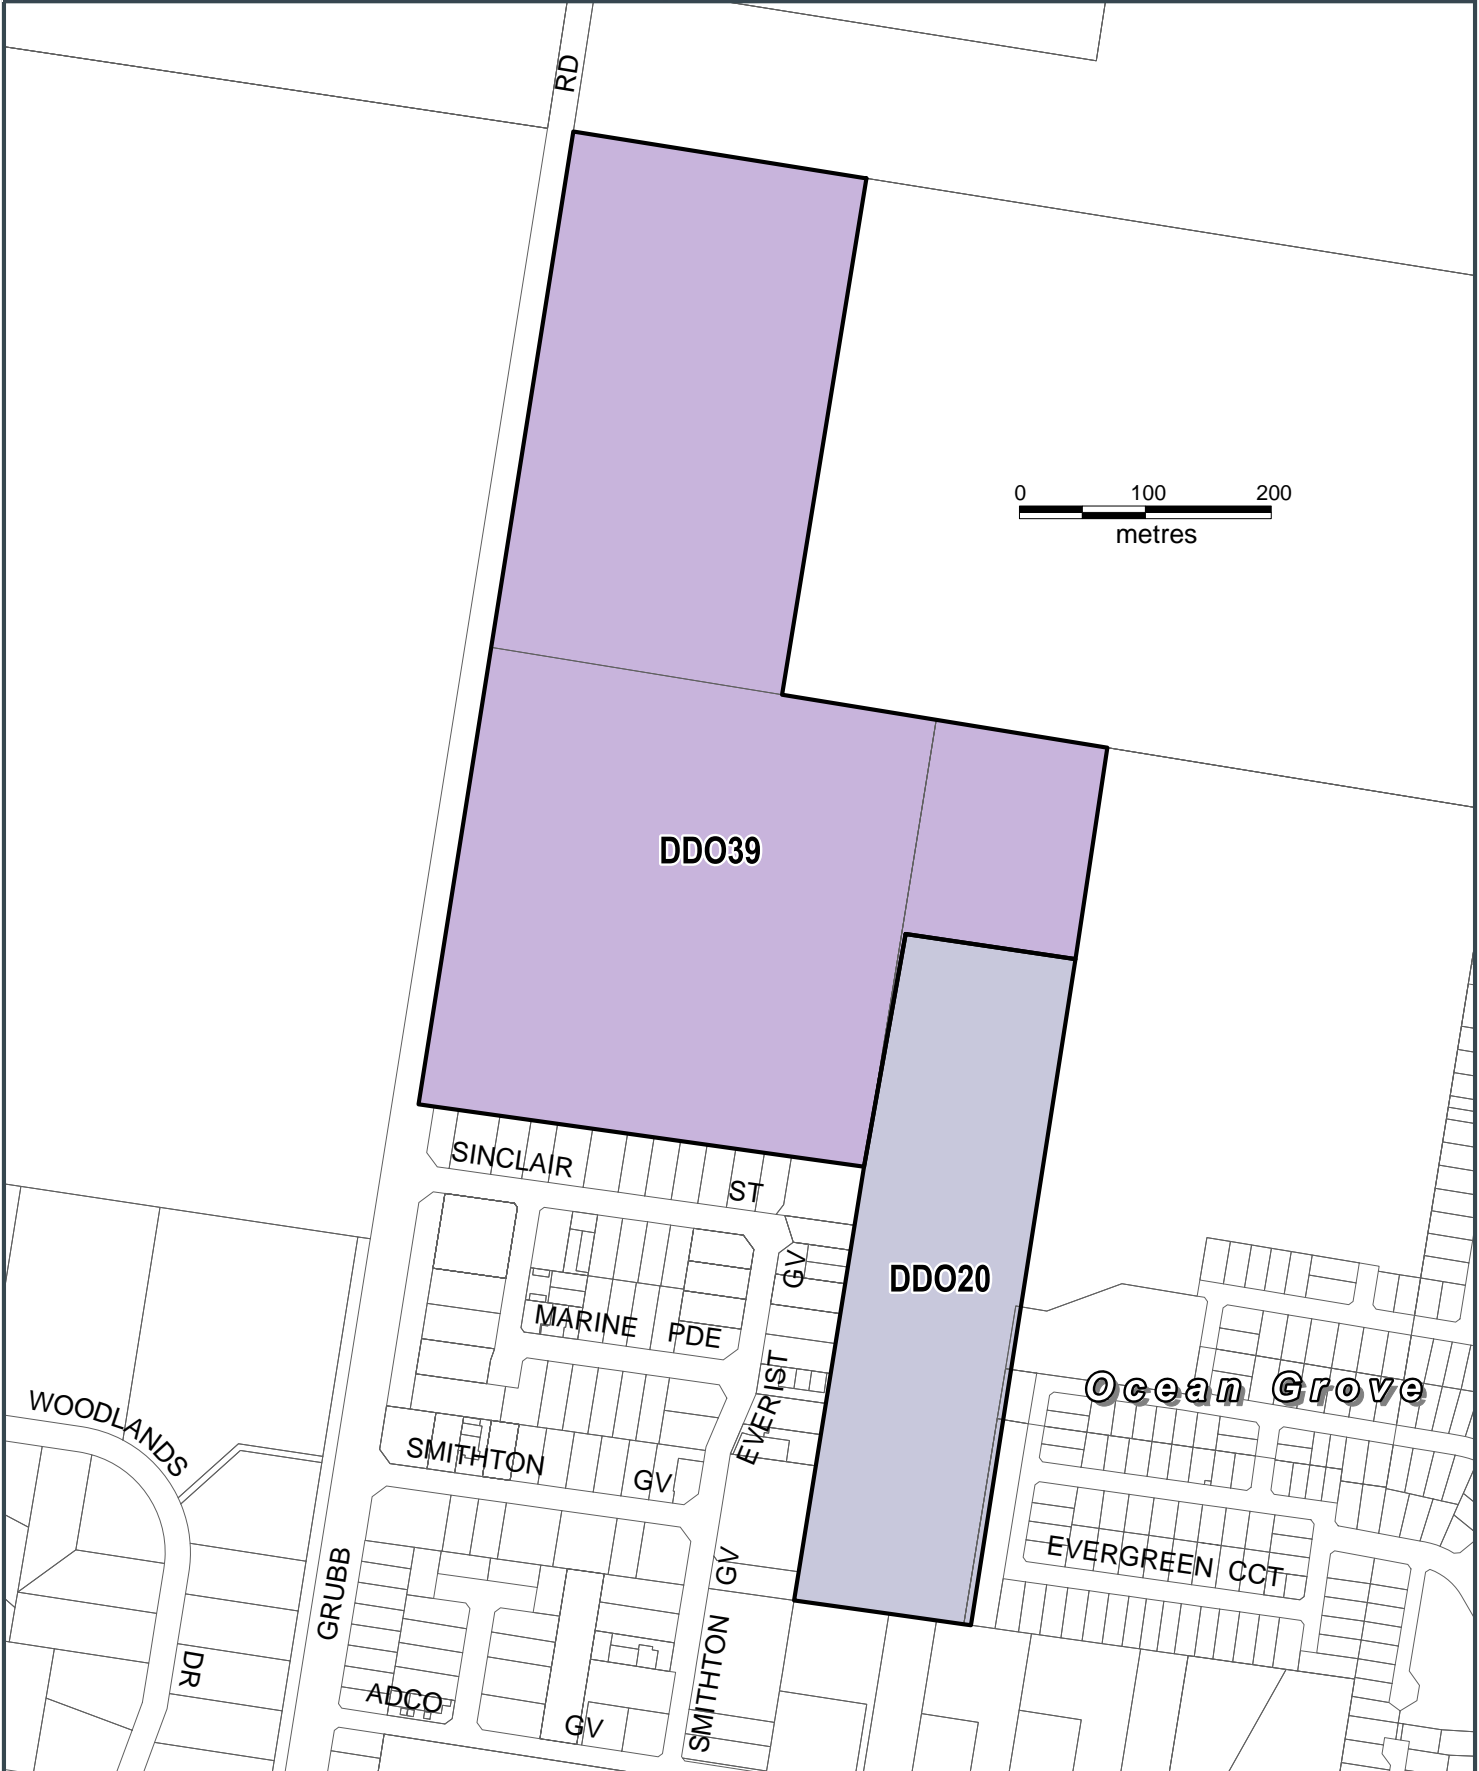 RD
0 100 200
metres
DDO39
SINCLAIR ST
GV
DDO20
MARINE PDE
EVERIST
Ocean Grove
WOODLANDS
SMITHTON GV
EVERGREEN CCT
GV
GRUBB
SMITHTON
DR
ADCO
GV